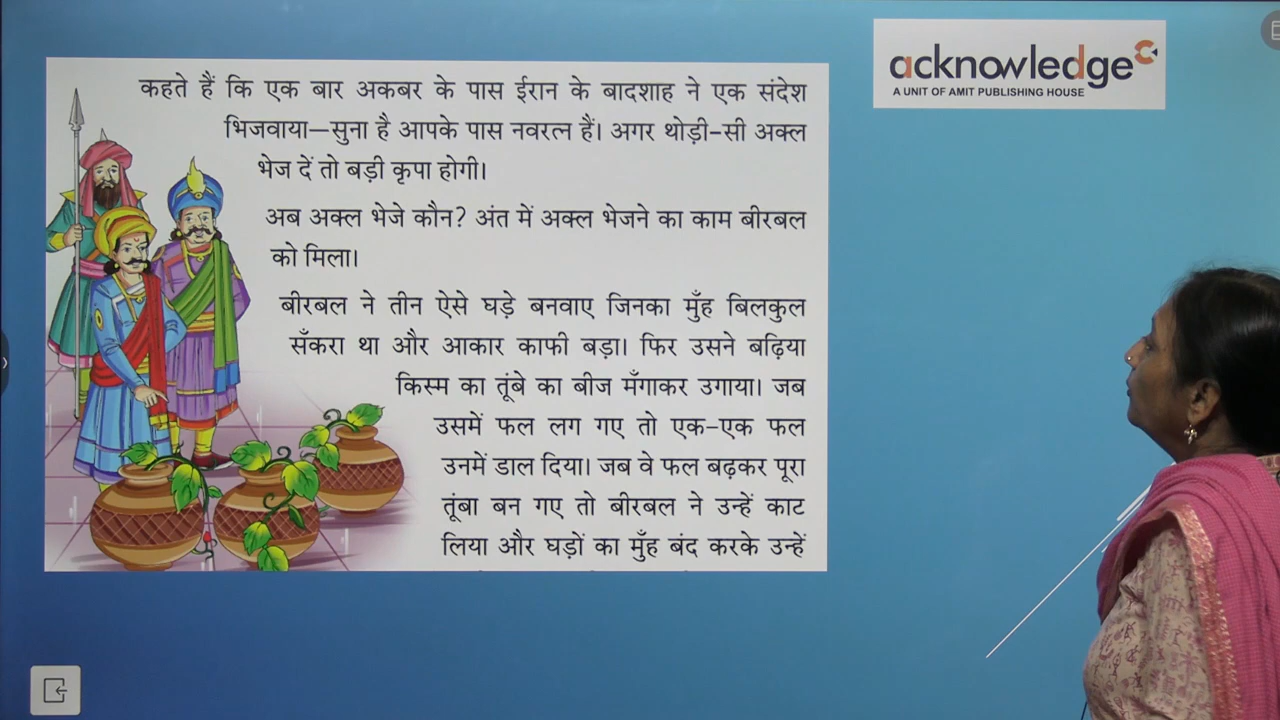 कहते हैं कि एक बार अकबर के पास ईरान के बादशाह ने एक संदेश
भिजवाया—सुना है आपके पास नवरत्न हैं। अगर थोड़ी-सी अक्ल
भेज दें तो बड़ी कृपा होगी।
अब अक्ल भेजे कौन? अंत में अक्ल भेजने का काम बीरबल
को मिला।
बीरबल ने तीन ऐसे घड़े बनवाए जिनका मुँह बिलकुल
सँकरा था और आकार काफी बड़ा। फिर उसने बढ़िया
किस्म का तूंबे का बीज मँगाकर उगाया। जब
उसमें फल लग गए तो एक-एक फल
उनमें डाल दिया। जब वे फल बढ़कर पूरा
तूंबा बन गए तो बीरबल ने उन्हें काट
लिया और घड़ों का मुँह बंद करके उन्हें
acknowledge
A UNIT OF AMIT PUBLISHING HOUSE